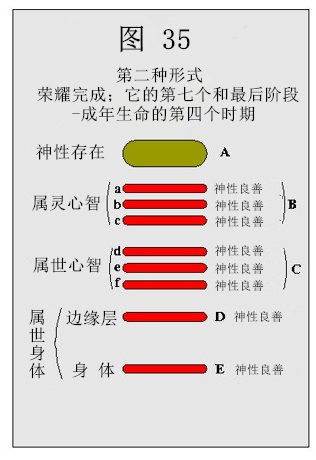 图 35
第二种形式
荣耀完成；它的第七个和最后阶段
-成年生命的第四个时期
神性存在 A
属灵心智 B
a 神性良善
b 神性良善
c 神性良善
属世心智 C
d 神性良善
e 神性良善
f 神性良善
属世身体
边缘层 D 神性良善
身 体 E 神性良善